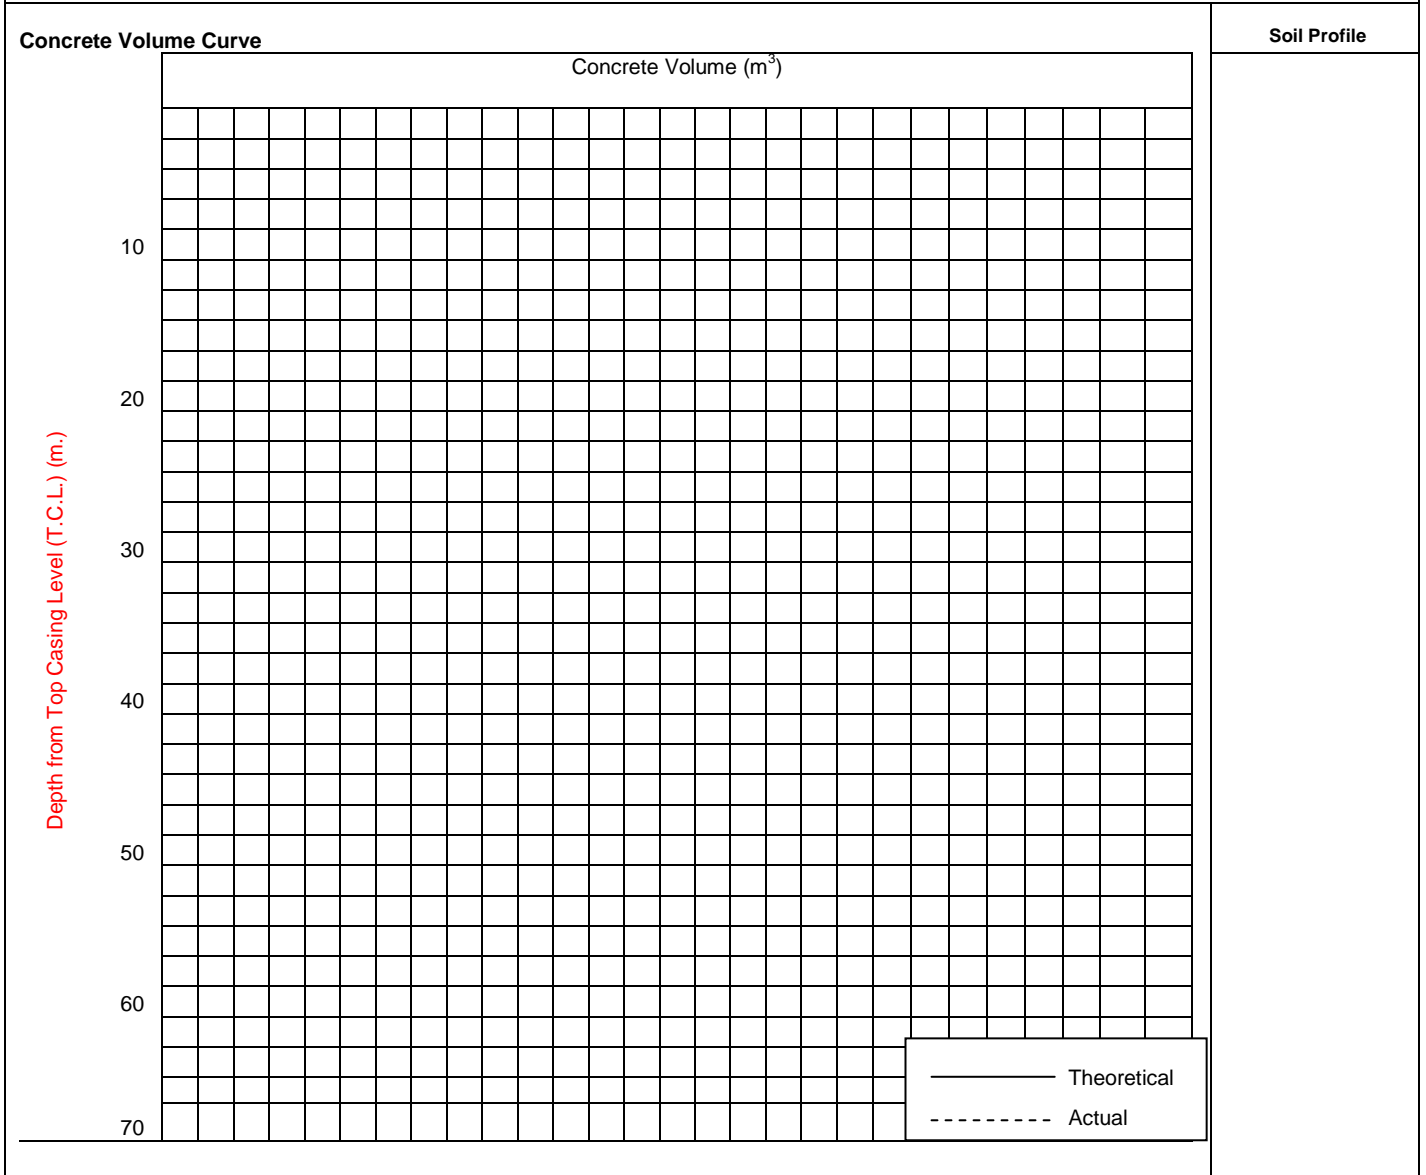 Concrete Volume Curve
Soil Profile
Concrete Volume (m³)
Depth from Top Casing Level (T.C.L.) (m.)
10
20
30
40
50
60
70
Theoretical
Actual